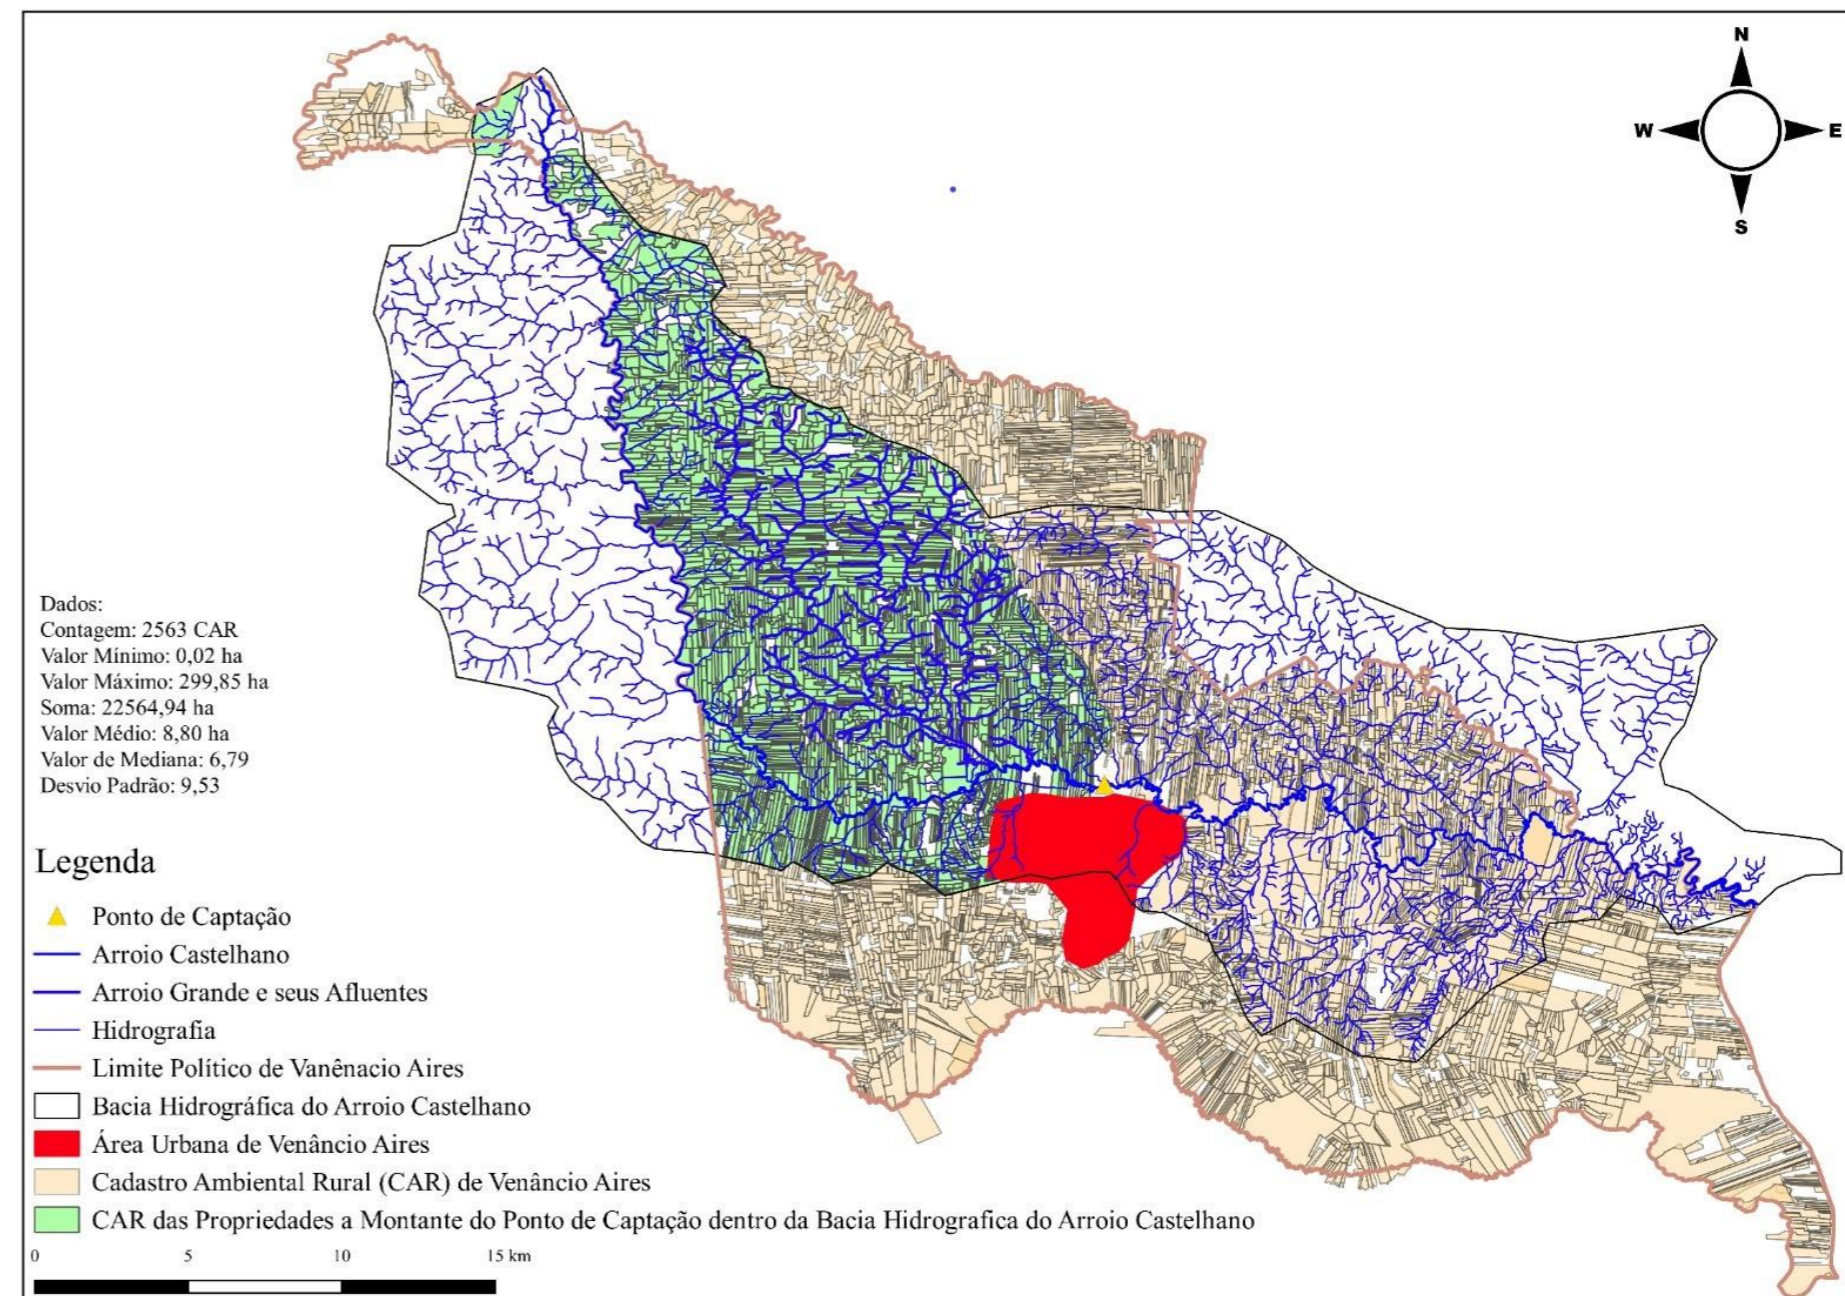 N
W E
S
Dados:
Contagem: 2563 CAR
Valor Mínimo: 0,02 ha
Valor Máximo: 299,85 ha
Soma: 22564,94 ha
Valor Médio: 8,80 ha
Valor de Mediana: 6,79
Desvio Padrão: 9,53
Legenda
Ponto de Captação
Arroio Castelhano
Arroio Grande e seus Afluentes
Hidrografia
Limite Político de Vanênacio Aires
Bacia Hidrográfica do Arroio Castelhano
Área Urbana de Venâncio Aires
Cadastro Ambiental Rural (CAR) de Venâncio Aires
CAR das Propriedades a Montante do Ponto de Captação dentro da Bacia Hidrografica do Arroio Castelhano
0 5 10 15 km